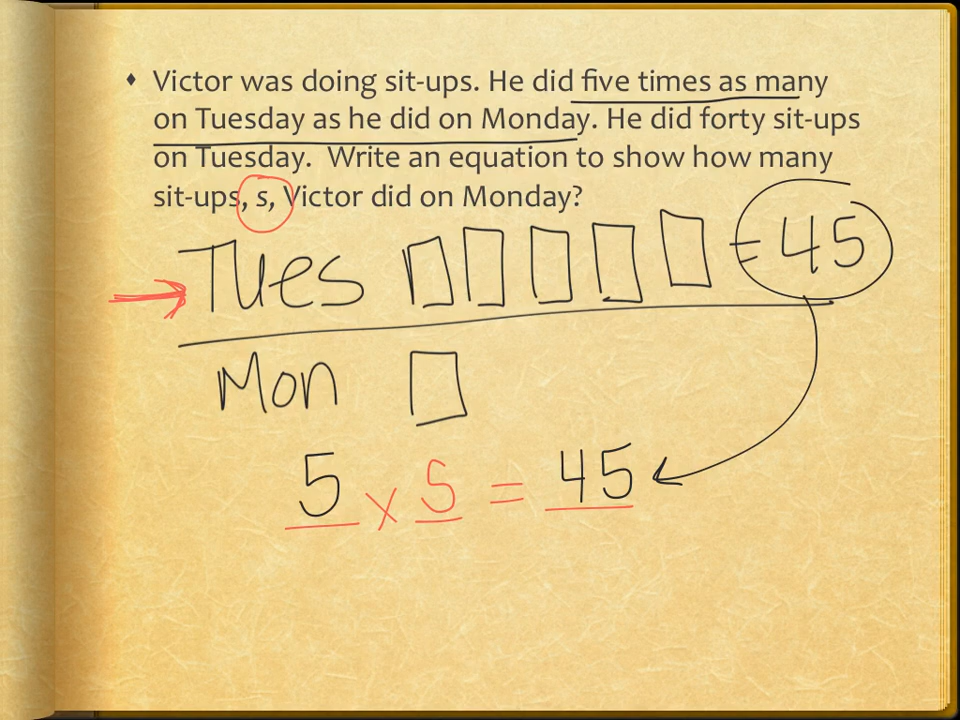 Victor was doing sit-ups. He did five times as many
on Tuesday as he did on Monday. He did forty sit-ups
on Tuesday. Write an equation to show how many
sit-ups, s, Victor did on Monday?
Tues = 45
Mon
5 x s = 45